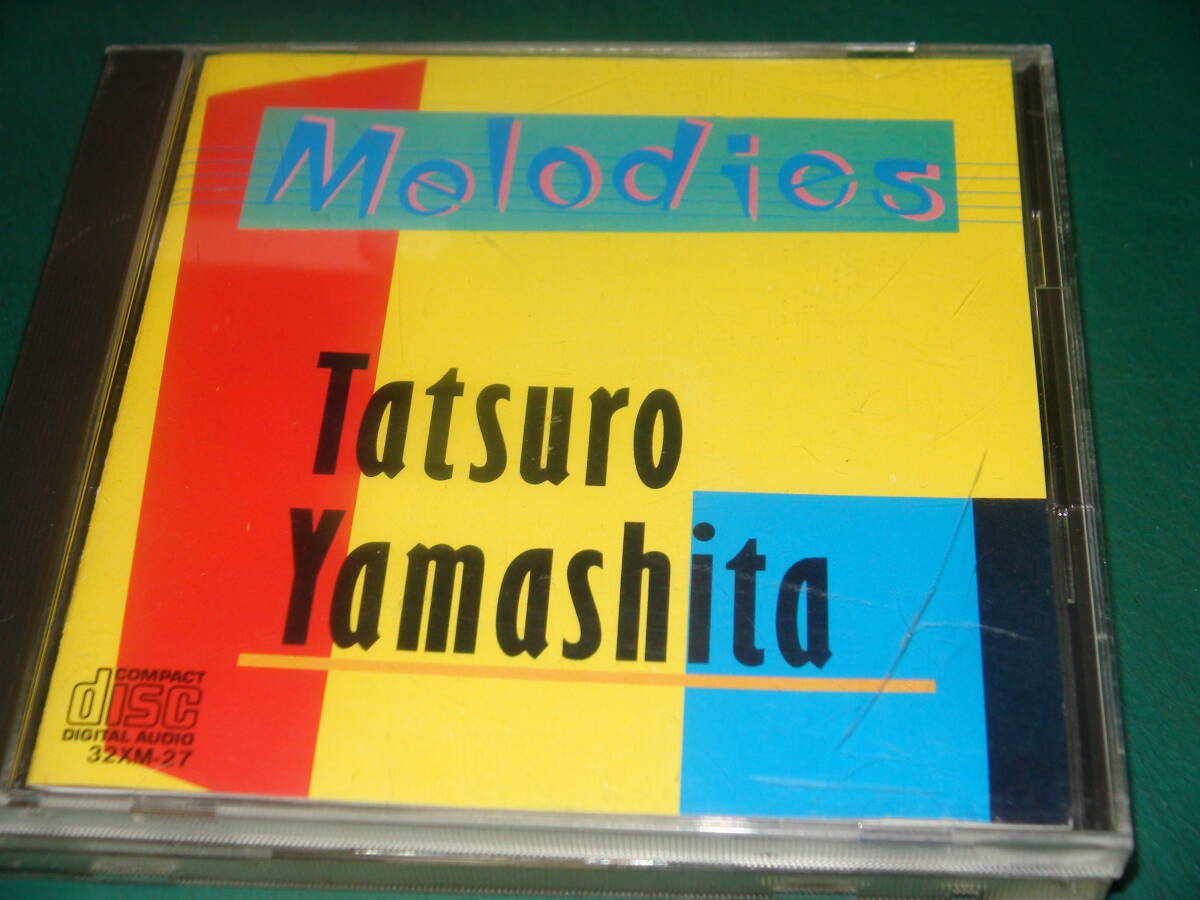 Melodies
Tatsuro
Yamashita
COMPACT
disc
DIGITAL AUDIO
32XM-27